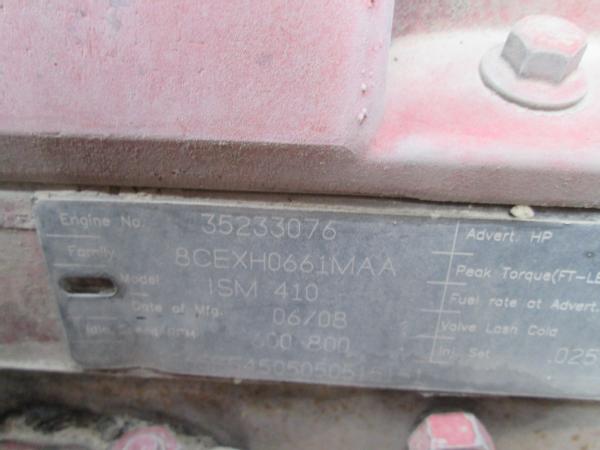 Engine No. 35233076
Family 8CEXH0661MAA
Model ISM 410
Date of Mfg. 06/08
Idle 600 800
Advert. HP
Peak Torque(FT-LB
Fuel rate at Advert.
Valve Lash Cold
Inj. Set .025